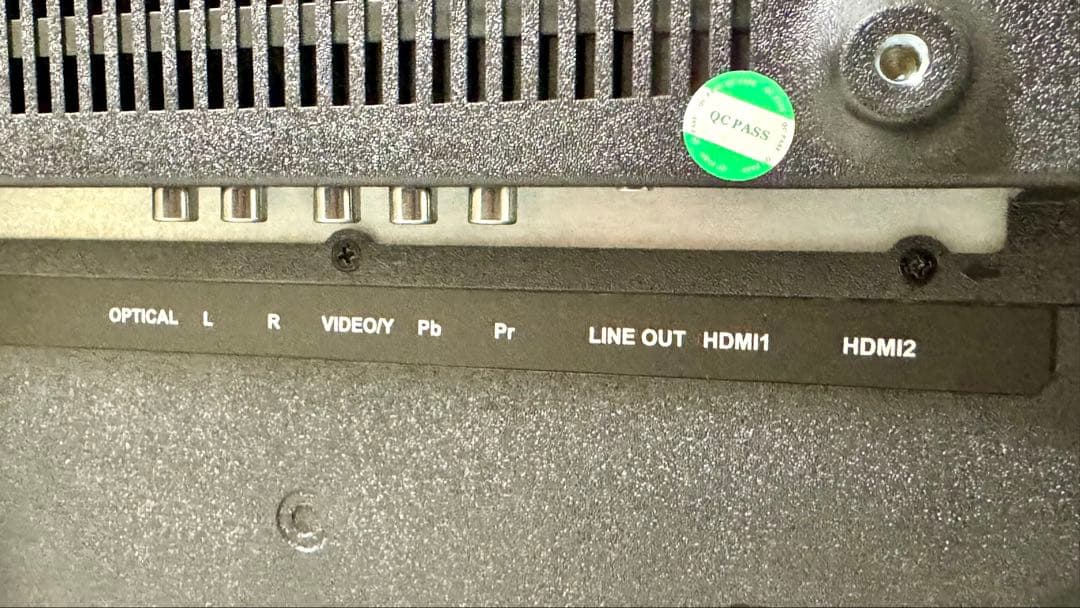 QC PASS
OPTICAL L R VIDEO/Y Pb Pr LINE OUT HDMI1 HDMI2